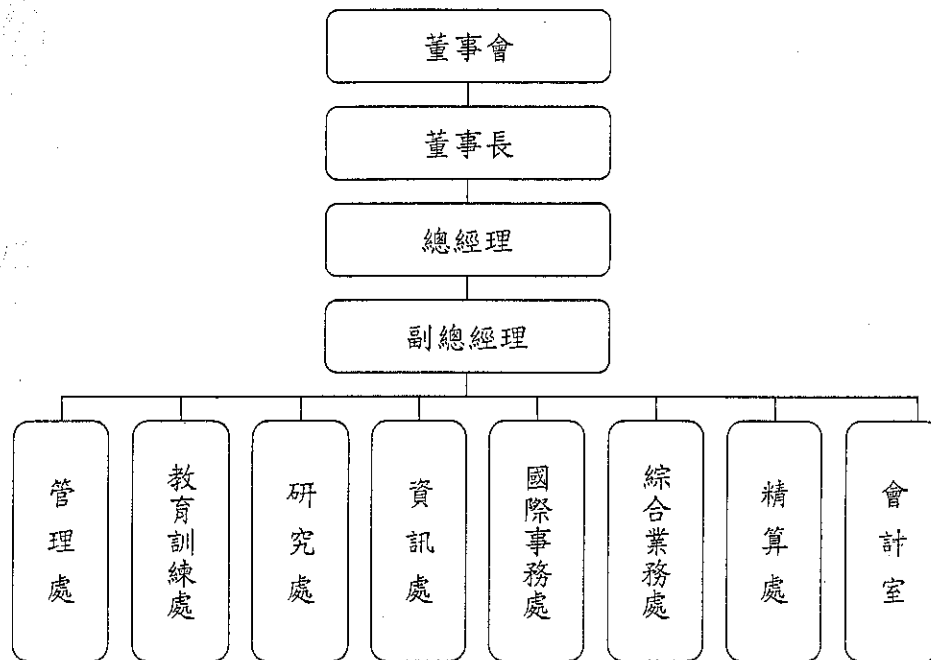 董事會
董事長
總經理
副總經理
管理處
教育訓練處
研究處
資訊處
國際事務處
綜合業務處
精算處
會計室